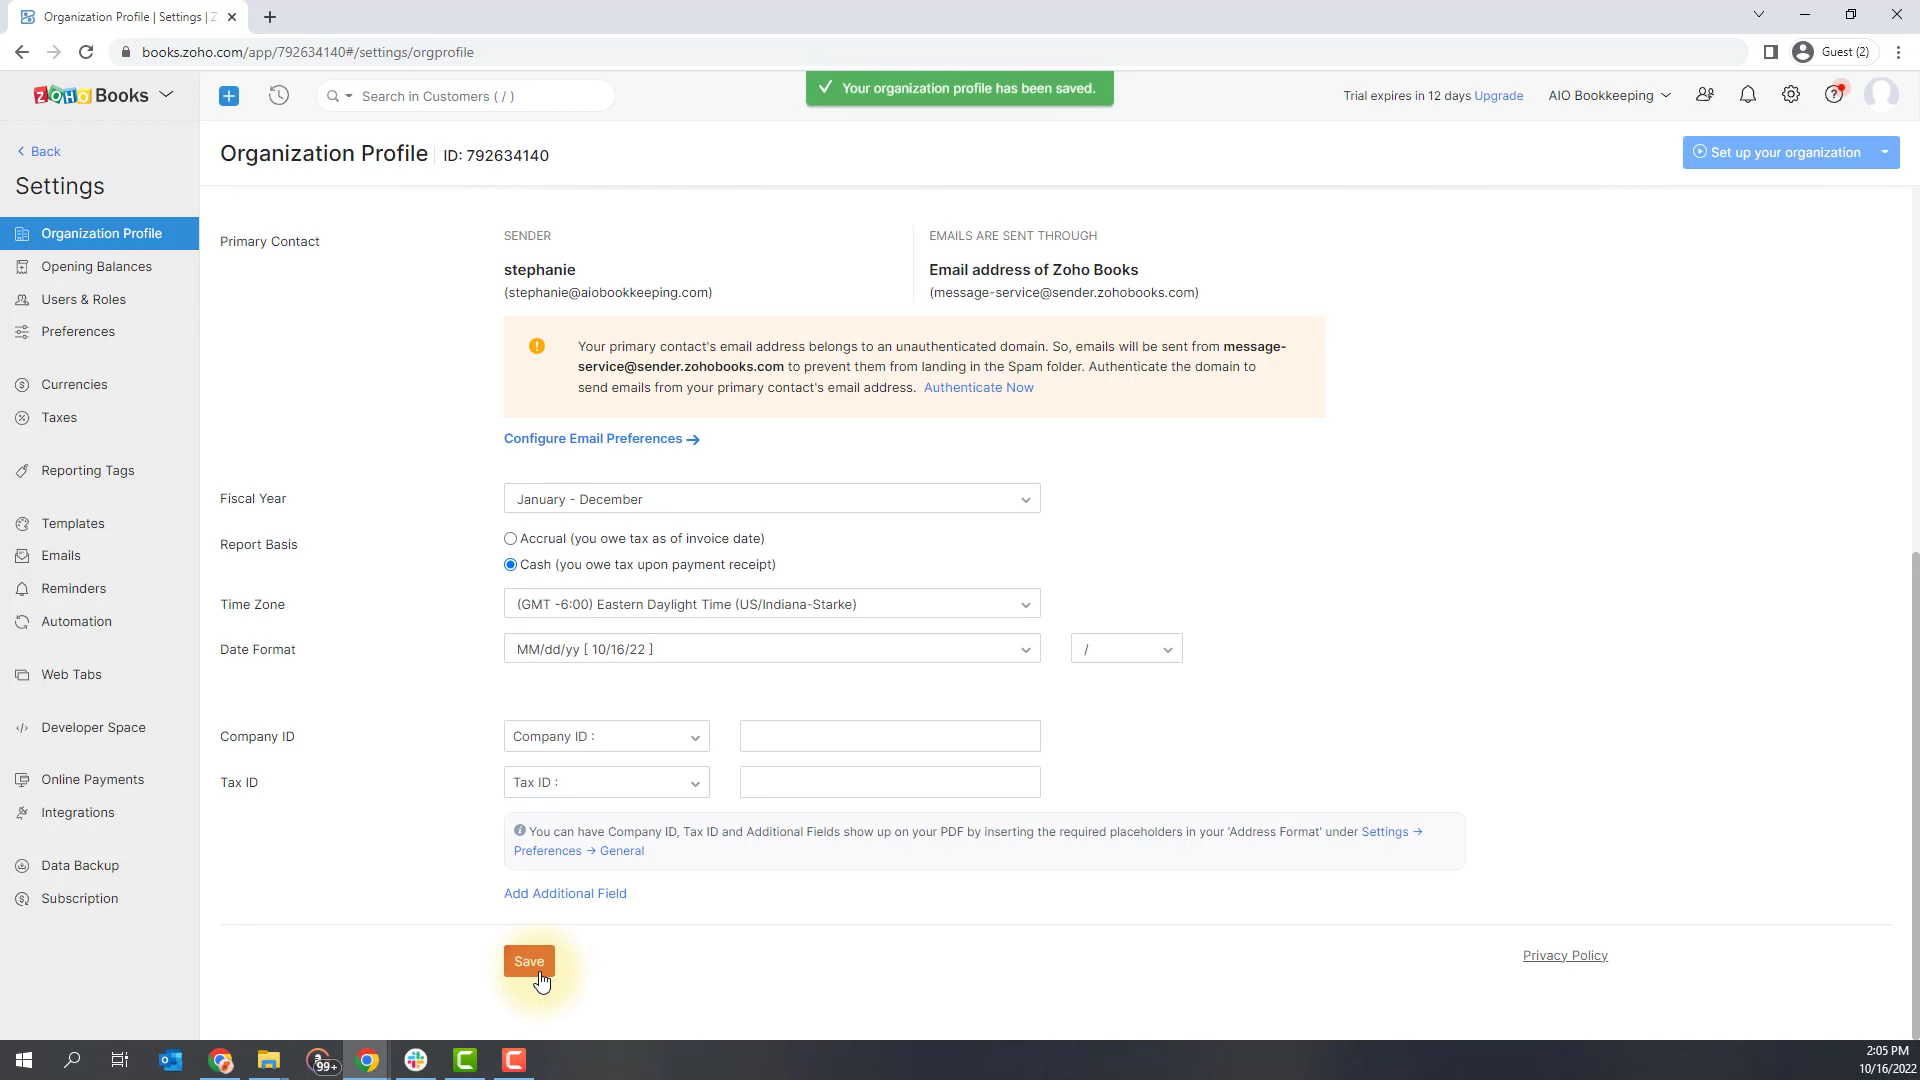 Organization Profile | Settings | Z
books.zoho.com/app/792634140#/settings/orgprofile
Guest (2)
ZOHO Books
Search in Customers ( / )
Your organization profile has been saved.
Trial expires in 12 days Upgrade
AIO Bookkeeping
Back
Settings
Organization Profile
Opening Balances
Users & Roles
Preferences
Currencies
Taxes
Reporting Tags
Templates
Emails
Reminders
Automation
Web Tabs
Developer Space
Online Payments
Integrations
Data Backup
Subscription
Organization Profile ID: 792634140
Set up your organization
Primary Contact
SENDER
stephanie
(stephanie@aiobookkeeping.com)
EMAILS ARE SENT THROUGH
Email address of Zoho Books
(message-service@sender.zohobooks.com)
Your primary contact's email address belongs to an unauthenticated domain. So, emails will be sent from message-
service@sender.zohobooks.com to prevent them from landing in the Spam folder. Authenticate the domain to
send emails from your primary contact's email address. Authenticate Now
Configure Email Preferences →
Fiscal Year
January - December
Report Basis
Accrual (you owe tax as of invoice date)
Cash (you owe tax upon payment receipt)
Time Zone
(GMT -6:00) Eastern Daylight Time (US/Indiana-Starke)
Date Format
MM/dd/yy [ 10/16/22 ]
/
Company ID
Company ID :
Tax ID
Tax ID :
You can have Company ID, Tax ID and Additional Fields show up on your PDF by inserting the required placeholders in your 'Address Format' under Settings →
Preferences → General
Add Additional Field
Save
Privacy Policy
99+
2:05 PM
10/16/2022